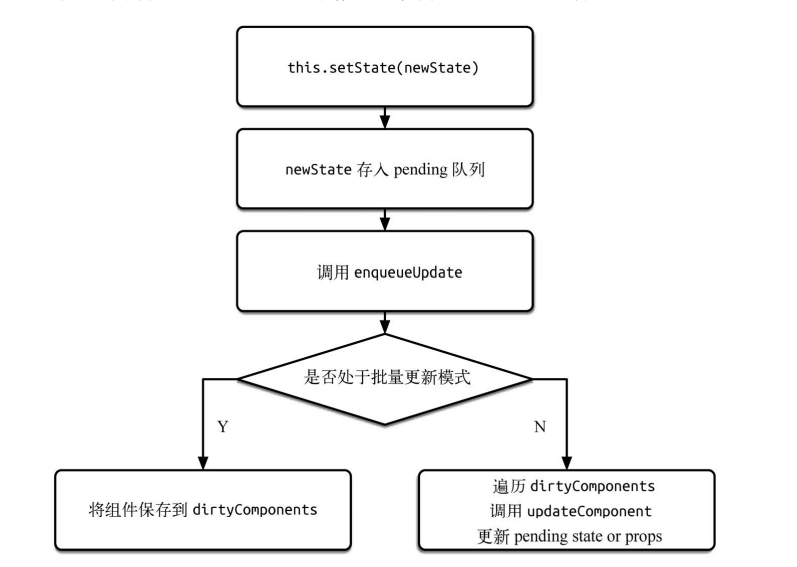 this.setState(newState)
newState 存入 pending 队列
调用 enqueueUpdate
是否处于批量更新模式
Y
N
将组件保存到 dirtyComponents
遍历 dirtyComponents
调用 updateComponent
更新 pending state or props